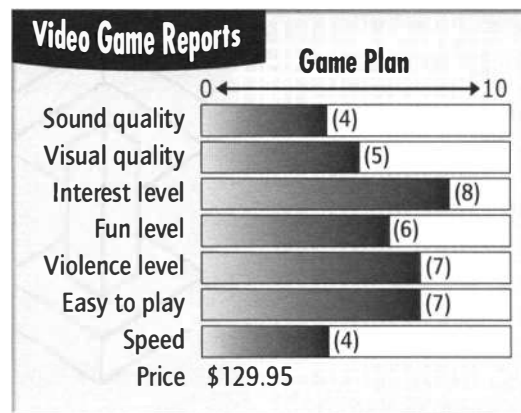 Video Game Reports
Game Plan
0 10
Sound quality (4)
Visual quality (5)
Interest level (8)
Fun level (6)
Violence level (7)
Easy to play (7)
Speed (4)
Price $129.95